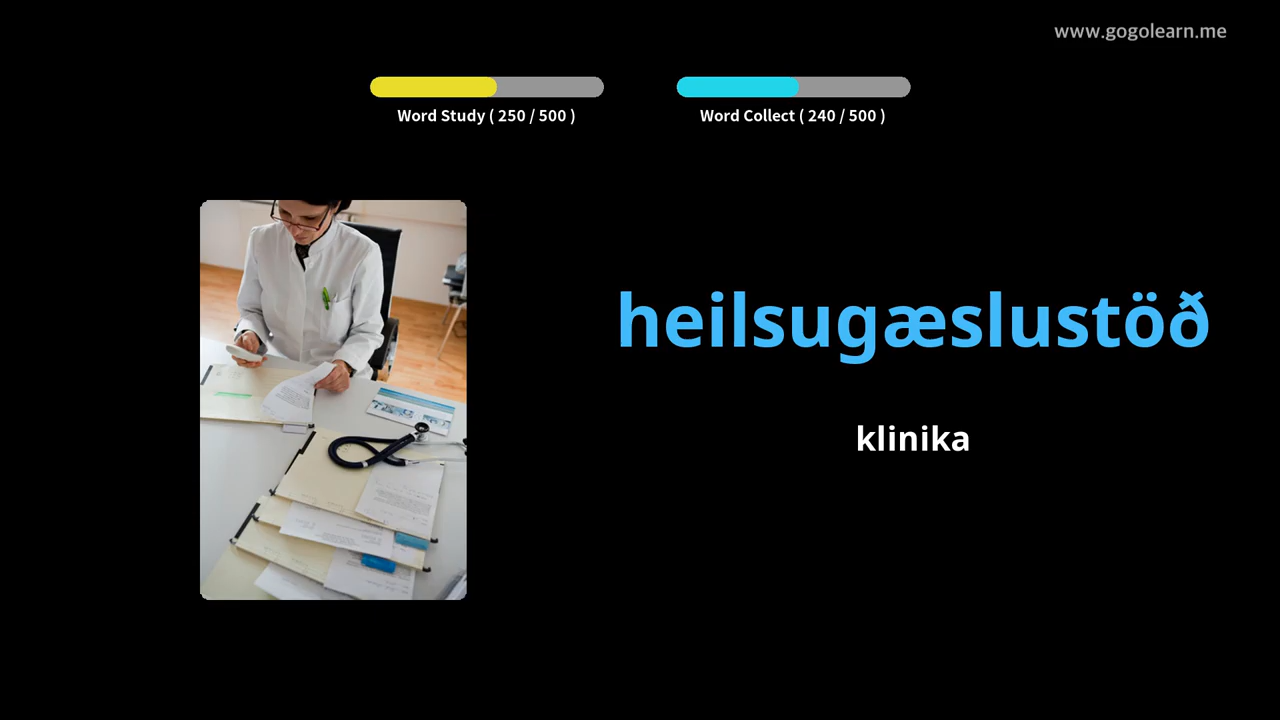 www.gogolearn.me
Word Study ( 250 / 500 )
Word Collect ( 240 / 500 )
heilsugæslustöð
klinika